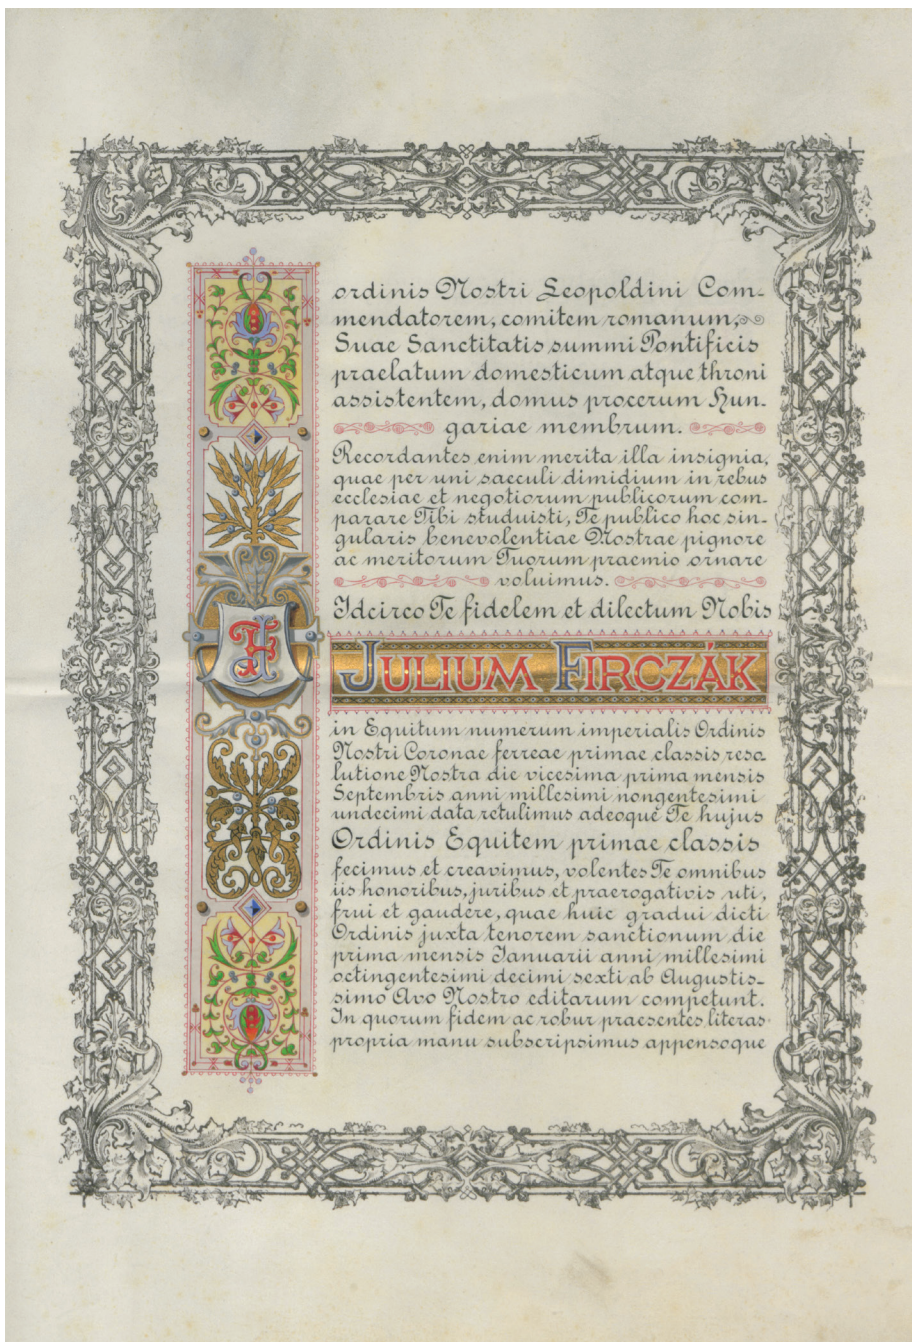 ordinis Nostri Leopoldini Com-
mendatorem, comitem romanum,
Suae Sanctitatis summi Pontificis
praelatum domesticum atque throni
assistentem, domus procerum Hun-
gariae membrum.
Recordantes enim merita illa insignia,
quae per uni saeculi dimidium in rebus
ecclesiae et negotiorum publicorum com-
parare Tibi studuisti, Te publico hoc sin-
gularis benevolentiae Nostrae pignore
ac meritorum Tuorum praemio ornare
voluimus.
Idcirco Te fidelem et dilectum Nobis
JF
JULIUM FIRCZÁK
in Equitum numerum imperialis Ordinis
Nostri Coronae ferreae primae classis reso
lutione Nostra die vicesima prima mensis
Septembris anni millesimi nongentesimi
undecimi data retulimus adeoque Te hujus
Ordinis Equitem primae classis
fecimus et creavimus, volentes Te omnibus
iis honoribus, juribus et praerogativis uti,
frui et gaudere, quae huic gradui dicti
Ordinis juxta tenorem sanctionum die
prima mensis Januarii anni millesimi
octingentesimi decimi sexti ab Augustis-
simo Avo Nostro editarum competunt.
In quorum fidem ac robur praesentes literas
propria manu subscripsimus appensoque